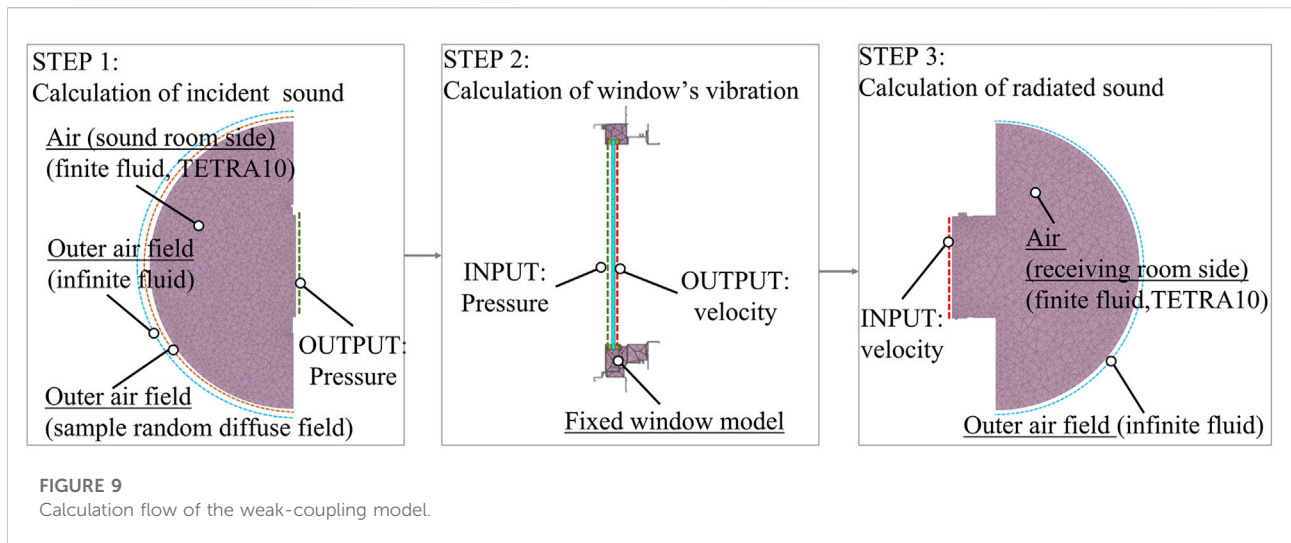 STEP 1:
Calculation of incident sound
Air (sound room side)
(finite fluid, TETRA10)
Outer air field
(infinite fluid)
OUTPUT:
Pressure
Outer air field
(sample random diffuse field)
STEP 2:
Calculation of window's vibration
INPUT:
Pressure
OUTPUT:
velocity
Fixed window model
STEP 3:
Calculation of radiated sound
Air
(receiving room side)
(finite fluid,TETRA10)
INPUT:
velocity
Outer air field (infinite fluid)
FIGURE 9
Calculation flow of the weak-coupling model.